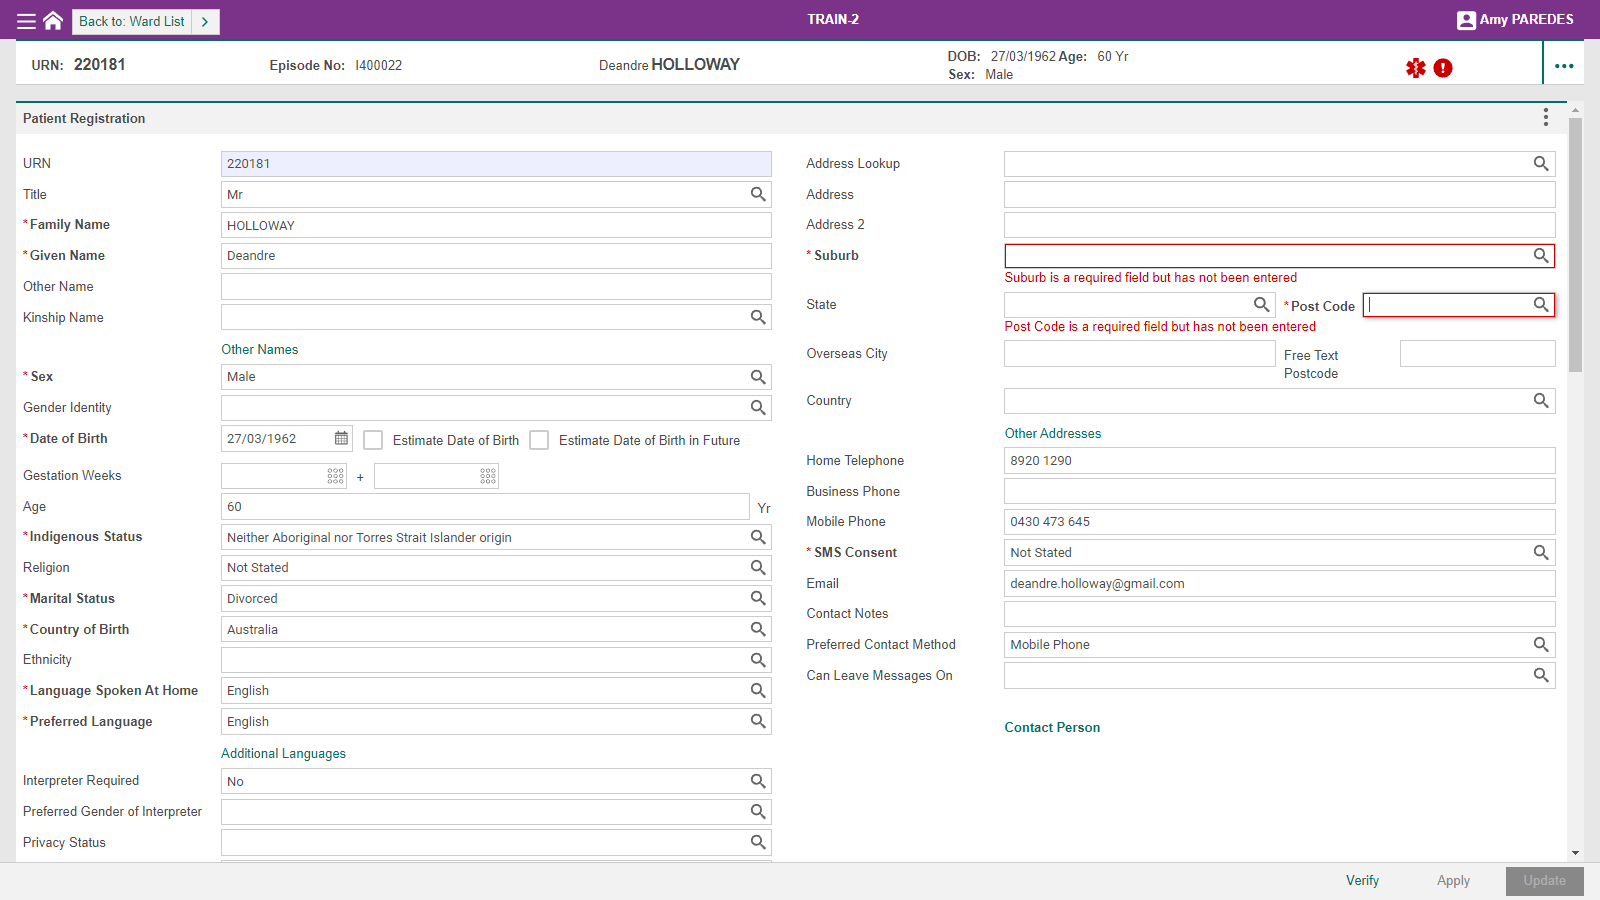 Back to: Ward List
TRAIN-2
Amy PAREDES
URN: 220181
Episode No: I400022
Deandre HOLLOWAY
DOB: 27/03/1962 Age: 60 Yr
Sex: Male
Patient Registration
URN 220181
Title Mr
*Family Name HOLLOWAY
*Given Name Deandre
Other Name
Kinship Name
Other Names
*Sex Male
Gender Identity
*Date of Birth 27/03/1962 Estimate Date of Birth Estimate Date of Birth in Future
Gestation Weeks +
Age 60 Yr
*Indigenous Status Neither Aboriginal nor Torres Strait Islander origin
Religion Not Stated
*Marital Status Divorced
*Country of Birth Australia
Ethnicity
*Language Spoken At Home English
*Preferred Language English
Additional Languages
Interpreter Required No
Preferred Gender of Interpreter
Privacy Status
Address Lookup
Address
Address 2
*Suburb
Suburb is a required field but has not been entered
State *Post Code
Post Code is a required field but has not been entered
Overseas City Free Text
Postcode
Country
Other Addresses
Home Telephone 8920 1290
Business Phone
Mobile Phone 0430 473 645
*SMS Consent Not Stated
Email deandre.holloway@gmail.com
Contact Notes
Preferred Contact Method Mobile Phone
Can Leave Messages On
Contact Person
Verify Apply Update